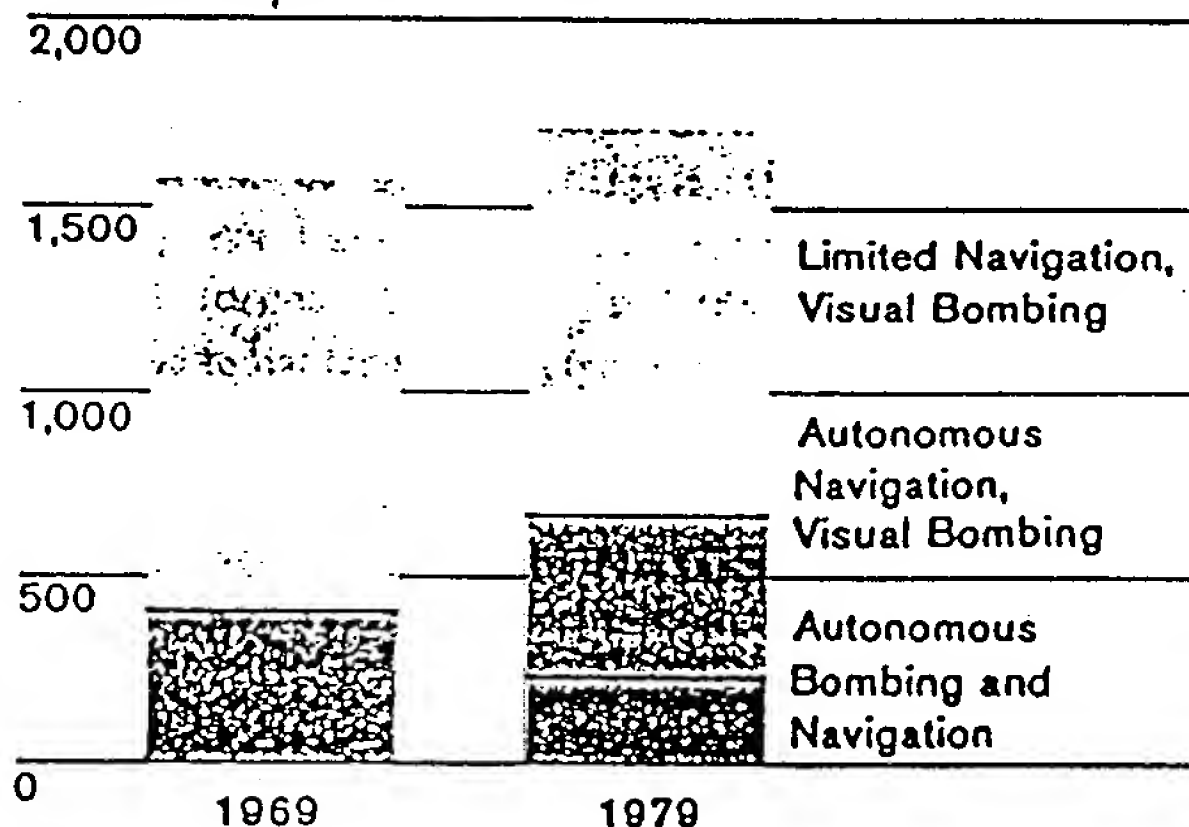 2,000
1,500
Limited Navigation,
Visual Bombing
1,000
Autonomous
Navigation,
Visual Bombing
500
Autonomous
Bombing and
Navigation
0
1969
1979